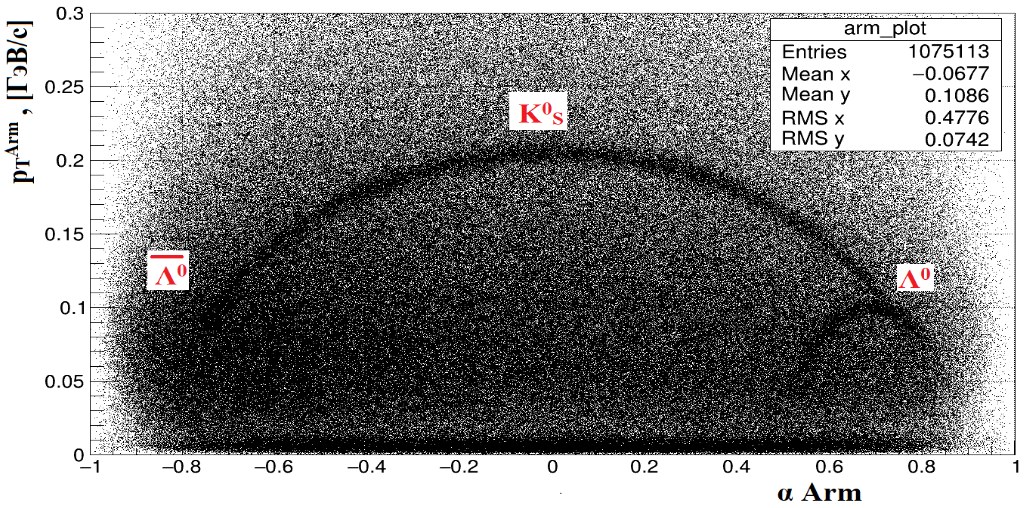 0.3
0.25
0.2
0.15
0.1
0.05
0
pTᴬʳᵐ , [ГэВ/c]
arm_plot
Entries 1075113
Mean x −0.0677
Mean y 0.1086
RMS x 0.4776
RMS y 0.0742
K⁰s
Λ̅⁰
Λ⁰
−1 −0.8 −0.6 −0.4 −0.2 0 0.2 0.4 0.6 0.8 1
α Arm